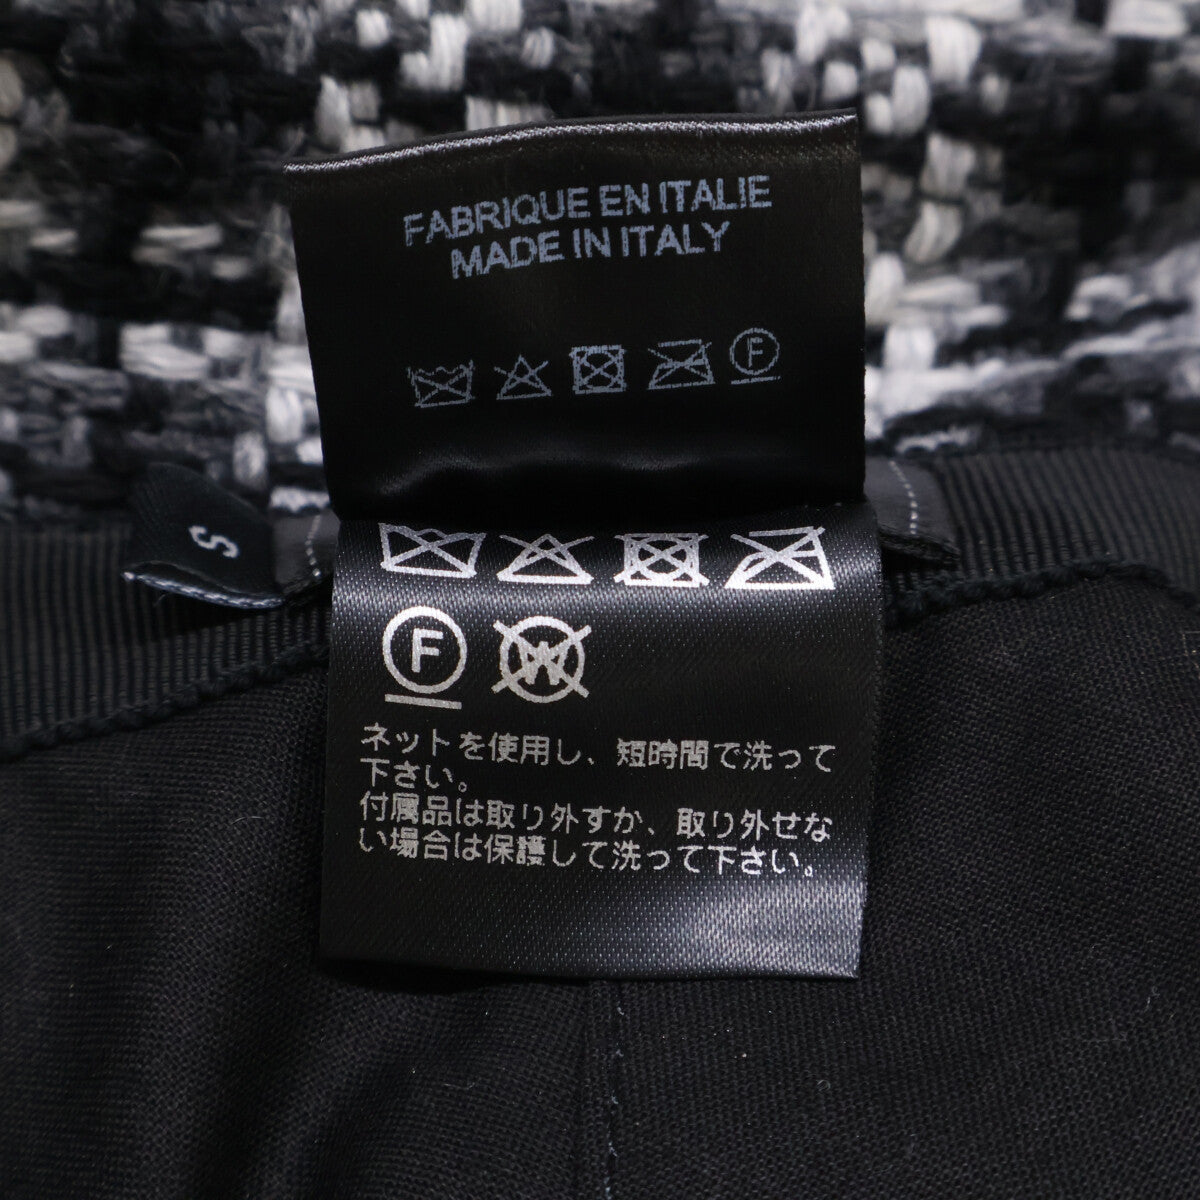 FABRIQUE EN ITALIE
MADE IN ITALY
F
S
F
W
ネットを使用し、短時間で洗って
下さい。
付属品は取り外すか、取り外せな
い場合は保護して洗って下さい。